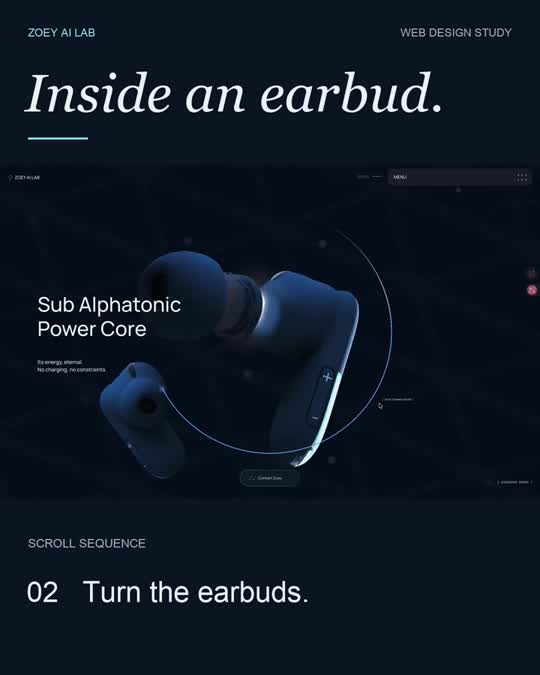 ZOEY AI LAB
WEB DESIGN STUDY
Inside an earbud.
ZOEY AI LAB
MENU
Sub Alphatonic
Power Core
Its energy, eternal.
No charging, no constraints.
+
−
Contact Zoey
SCROLL SEQUENCE
02 Turn the earbuds.